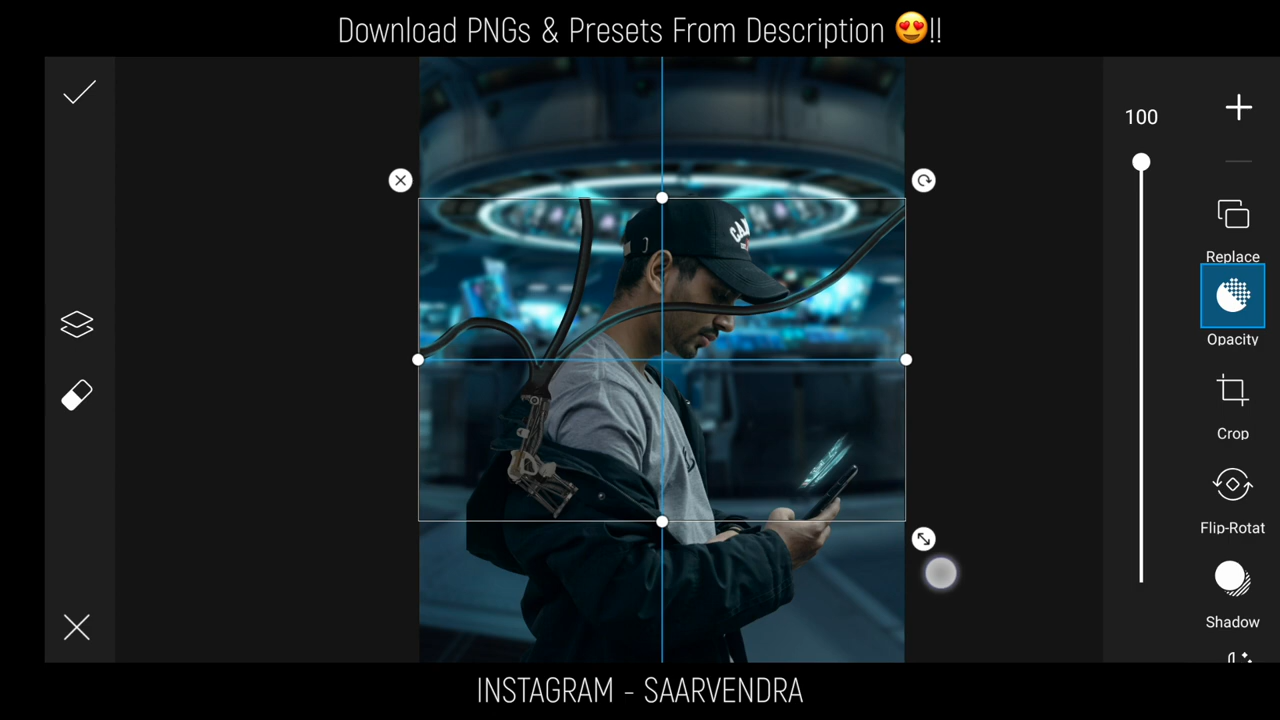 Download PNGs & Presets From Description 😍!!
100
Replace
Opacity
Crop
Flip-Rotat
Shadow
INSTAGRAM - SAARVENDRA